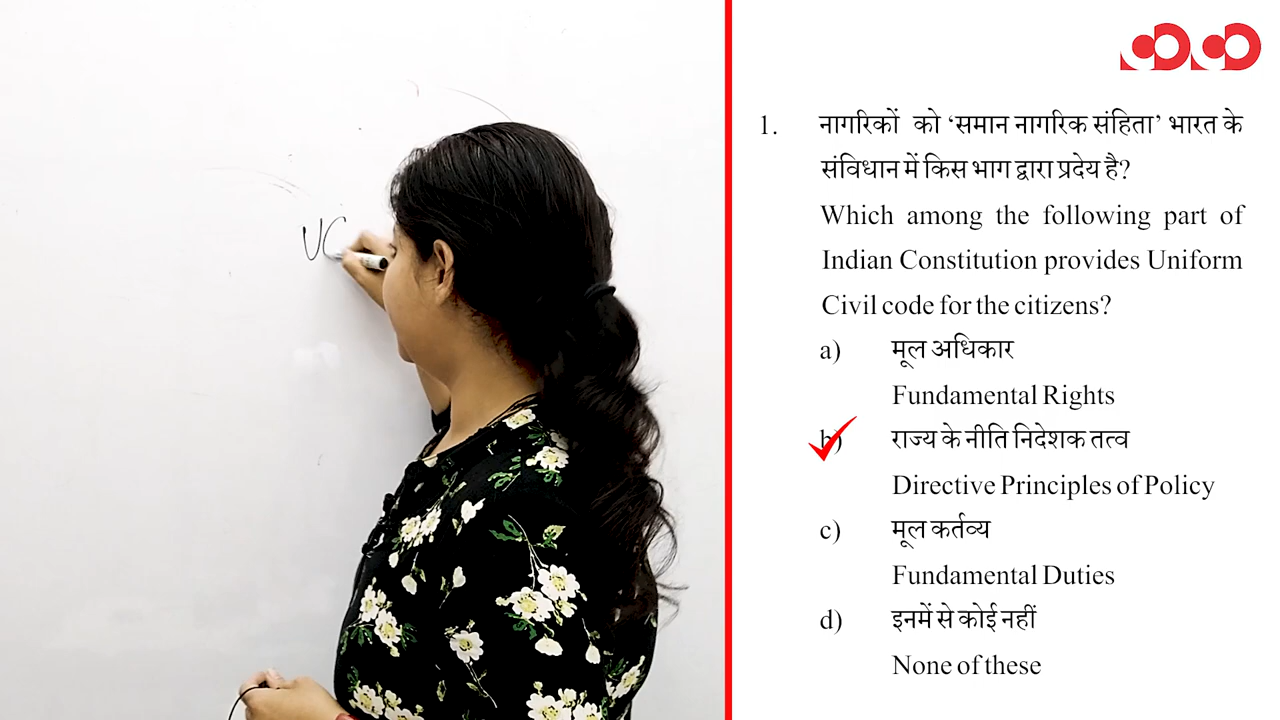 UC
1. नागरिकों को ‘समान नागरिक संहिता’ भारत के
संविधान में किस भाग द्वारा प्रदेय है?
Which among the following part of
Indian Constitution provides Uniform
Civil code for the citizens?
a) मूल अधिकार
Fundamental Rights
b) राज्य के नीति निदेशक तत्व
Directive Principles of Policy
c) मूल कर्तव्य
Fundamental Duties
d) इनमें से कोई नहीं
None of these